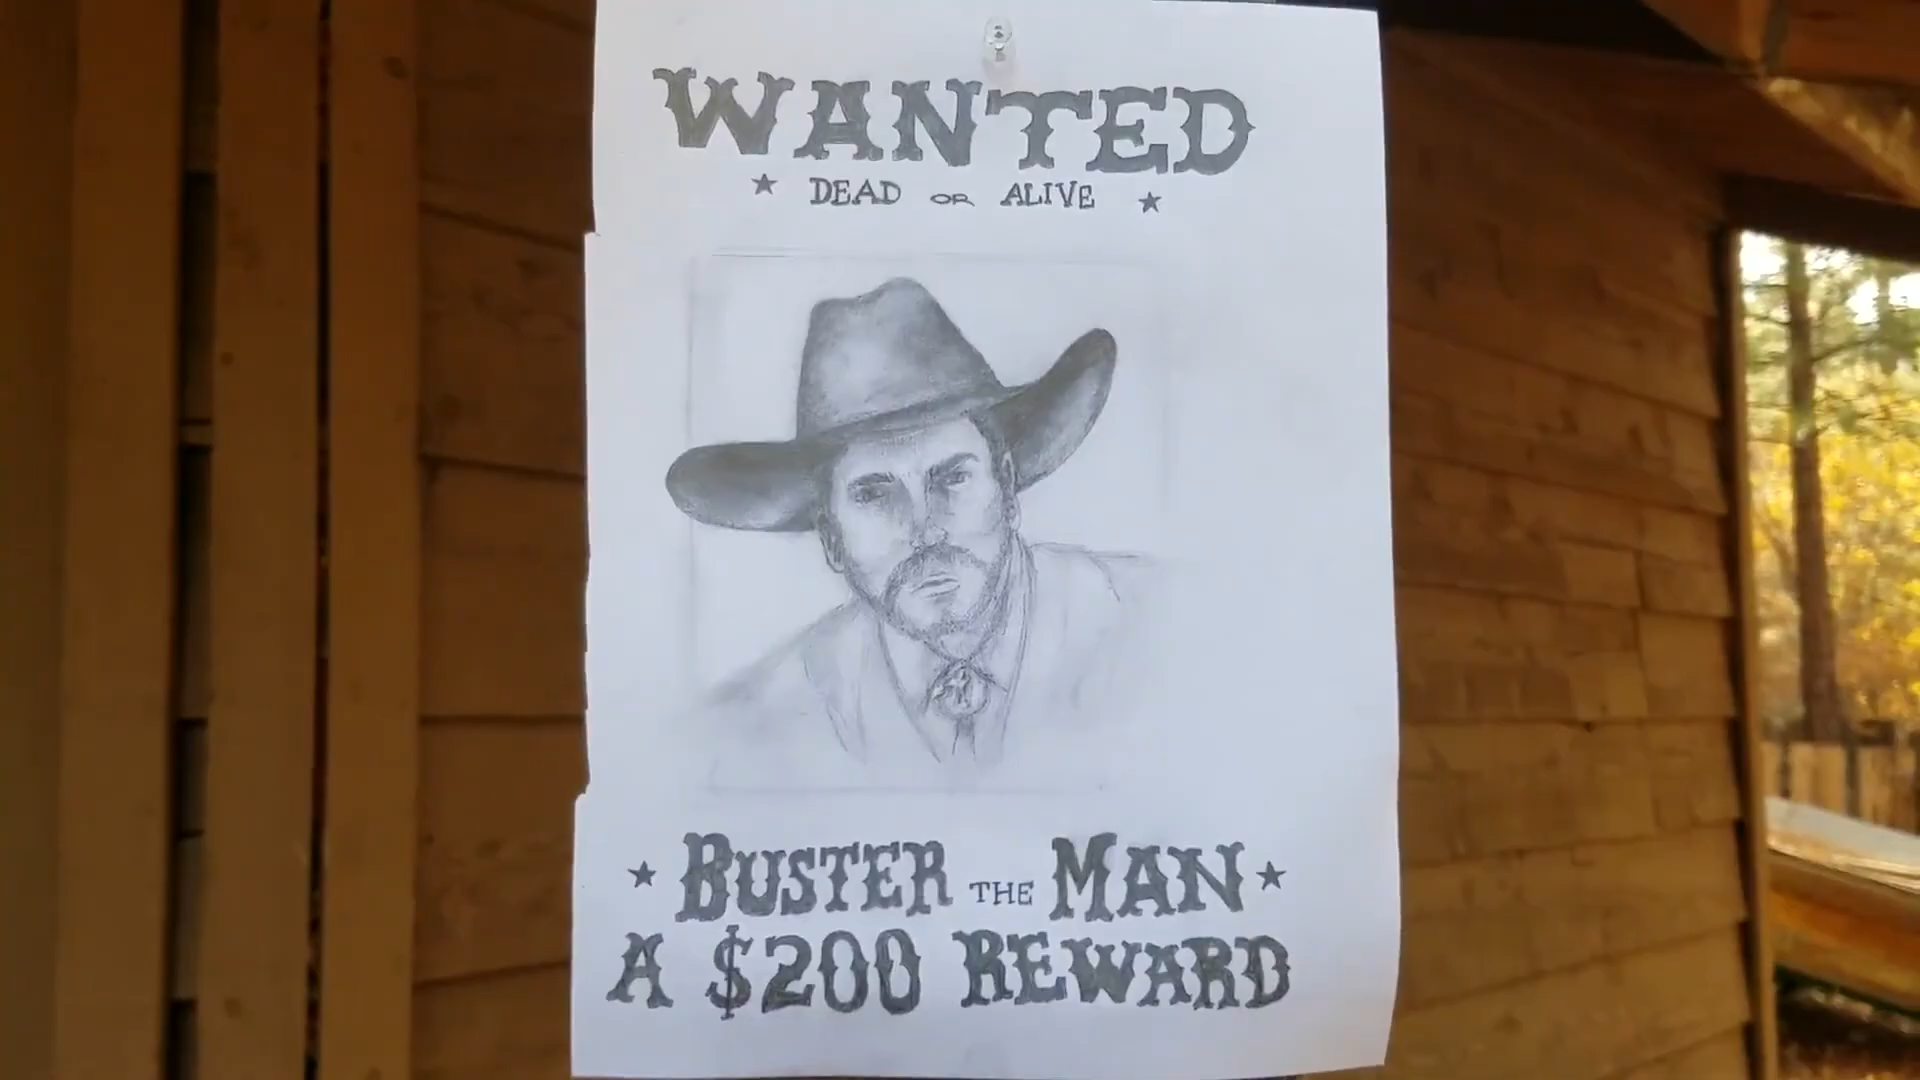 WANTED
★ DEAD OR ALIVE ★
★ BUSTER THE MAN ★
A $200 REWARD